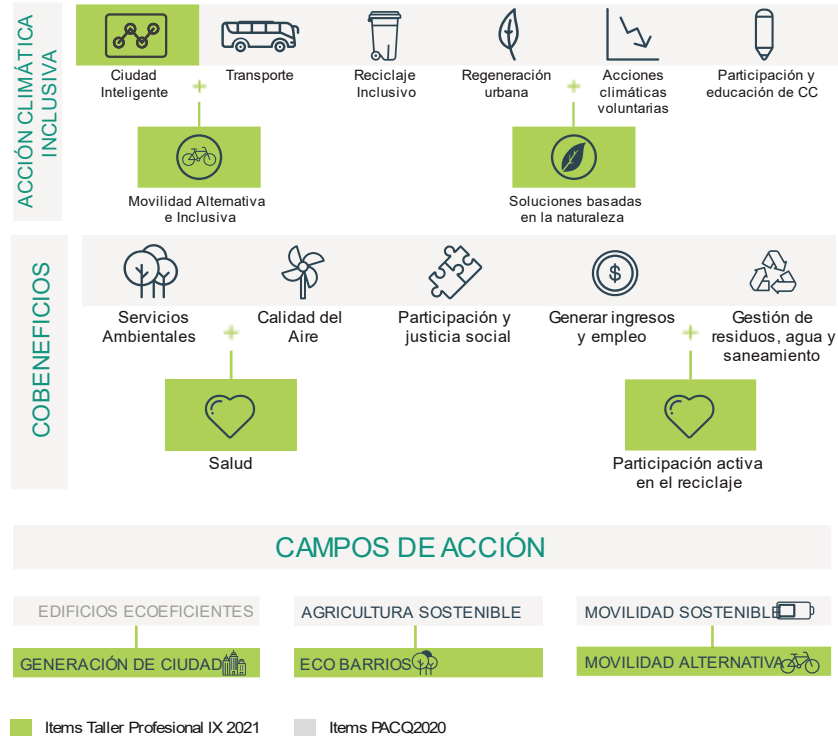 ACCIÓN CLIMÁTICA
INCLUSIVA
Ciudad
Inteligente
Transporte
Reciclaje
Inclusivo
Regeneración
urbana
Acciones
climáticas
voluntarias
Participación y
educación de CC
Movilidad Alternativa
e Inclusiva
Soluciones basadas
en la naturaleza
COBENEFICIOS
Servicios
Ambientales
Calidad del
Aire
Participación y
justicia social
Generar ingresos
y empleo
Gestión de
residuos, agua y
saneamiento
Salud
Participación activa
en el reciclaje
CAMPOS DE ACCIÓN
EDIFICIOS ECOEFICIENTES
AGRICULTURA SOSTENIBLE
MOVILIDAD SOSTENIBLE
GENERACIÓN DE CIUDAD
ECO BARRIOS
MOVILIDAD ALTERNATIVA
Items Taller Profesional IX 2021
Items PACQ2020